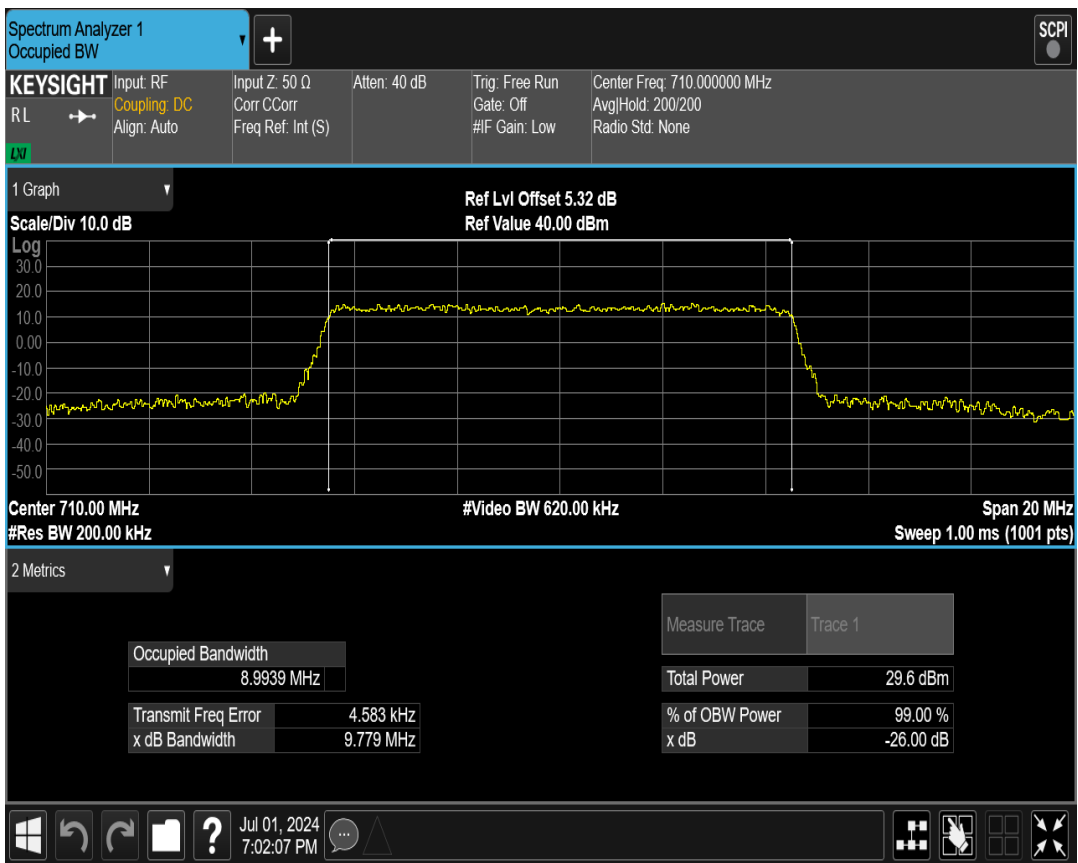 Spectrum Analyzer 1
Occupied BW
+
SCPI
KEYSIGHT
R L
LXI
Input: RF
Coupling: DC
Align: Auto
Input Z: 50 Ω
Corr CCorr
Freq Ref: Int (S)
Atten: 40 dB
Trig: Free Run
Gate: Off
#IF Gain: Low
Center Freq: 710.000000 MHz
Avg|Hold: 200/200
Radio Std: None
1 Graph
Scale/Div 10.0 dB
Ref Lvl Offset 5.32 dB
Ref Value 40.00 dBm
Log
30.0
20.0
10.0
0.00
-10.0
-20.0
-30.0
-40.0
-50.0
Center 710.00 MHz
#Video BW 620.00 kHz
Span 20 MHz
#Res BW 200.00 kHz
Sweep 1.00 ms (1001 pts)
2 Metrics
Measure Trace Trace 1
Occupied Bandwidth
8.9939 MHz
Total Power 29.6 dBm
Transmit Freq Error 4.583 kHz
% of OBW Power 99.00 %
x dB Bandwidth 9.779 MHz
x dB -26.00 dB
?
Jul 01, 2024
7:02:07 PM